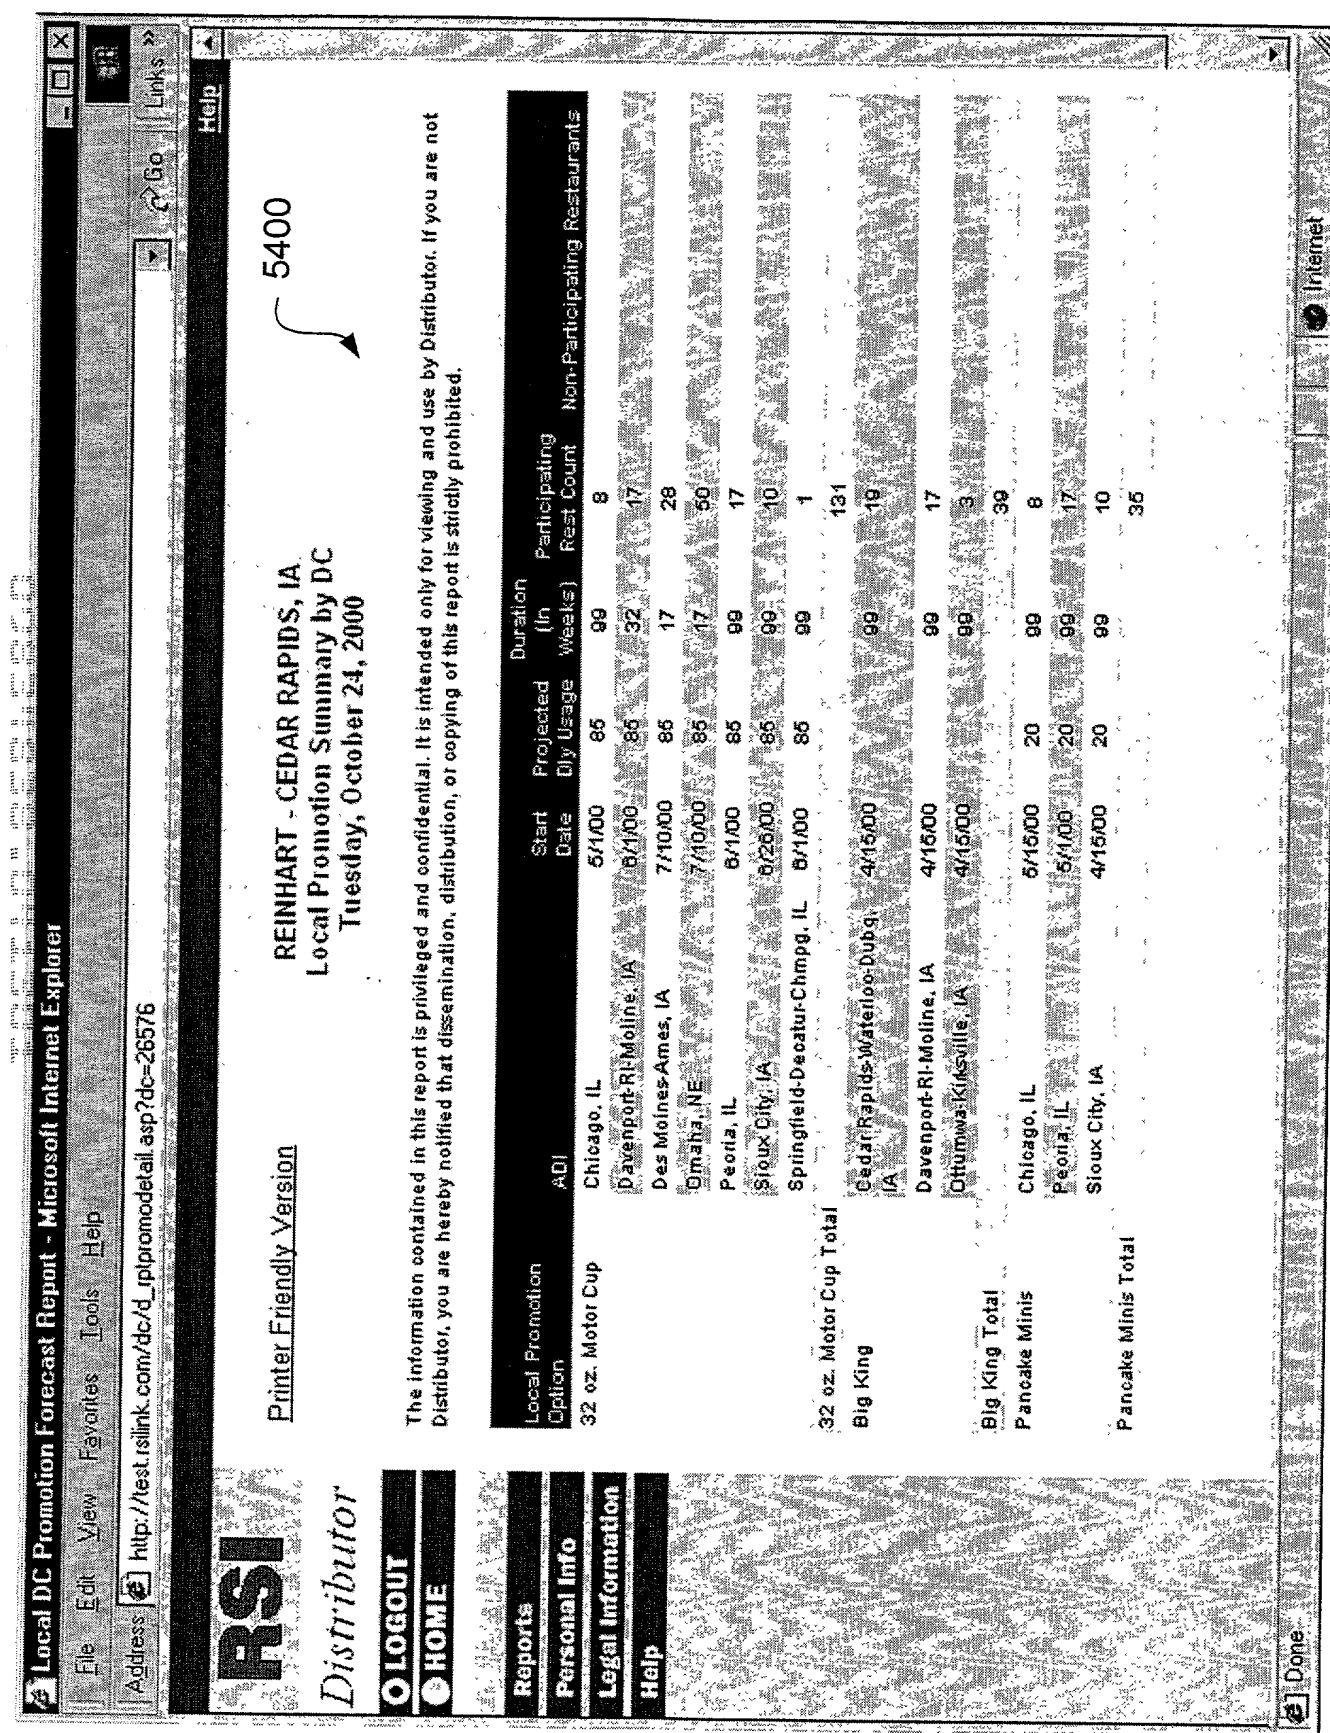 Local DC Promotion Forecast Report - Microsoft Internet Explorer
File Edit View Favorites Tools Help
Address http://test.rsilink.com/dc/d_rptpromodetail.asp?dc=26576 Go Links »
Help
RSI
Distributor
LOGOUT
HOME
Reports
Personal Info
Legal Information
Help
Printer Friendly Version
REINHART - CEDAR RAPIDS, IA
Local Promotion Summary by DC
Tuesday, October 24, 2000
5400
The information contained in this report is privileged and confidential. It is intended only for viewing and use by Distributor. If you are not
Distributor, you are hereby notified that dissemination, distribution, or copying of this report is strictly prohibited.
Local Promotion Option ADI Start Date Projected Dly Usage Duration (In Weeks) Participating Rest Count Non-Participating Restaurants
32 oz. Motor Cup Chicago, IL 5/1/00 85 99 8
Davenport-RI-Moline, IA 6/1/00 85 32 17
Des Moines-Ames, IA 7/10/00 85 17 28
Omaha, NE 7/10/00 85 17 50
Peoria, IL 6/1/00 85 99 17
Sioux City, IA 6/26/00 85 99 10
Springfield-Decatur-Chmpg, IL 6/1/00 85 99 1
32 oz. Motor Cup Total 131
Big King Cedar Rapids-Waterloo-Dubq, IA 4/15/00 99 19
Davenport-RI-Moline, IA 4/15/00 99 17
Ottumwa-Kirksville, IA 4/15/00 99 3
Big King Total 39
Pancake Minis Chicago, IL 5/15/00 20 99 8
Peoria, IL 5/1/00 20 99 17
Sioux City, IA 4/15/00 20 99 10
Pancake Minis Total 35
Done Internet